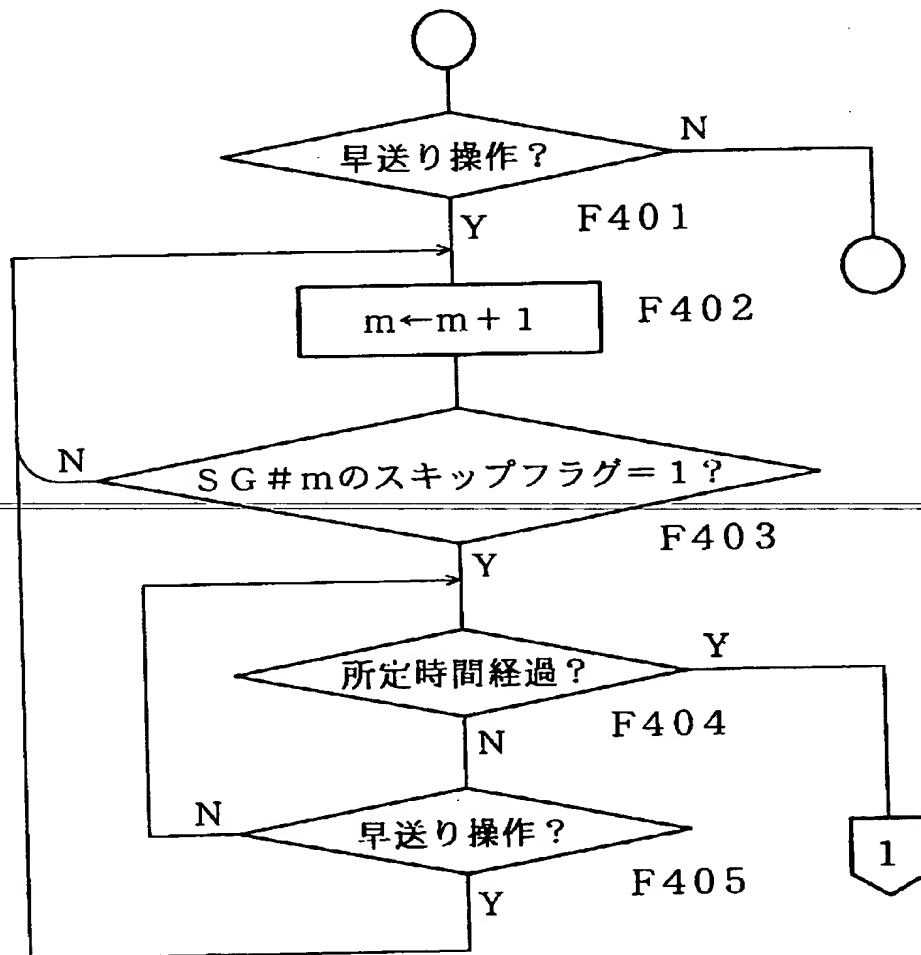 早送り操作?
N
Y
F401
m←m+1
F402
N
SG#mのスキップフラグ=1?
F403
Y
所定時間経過?
Y
F404
N
N
早送り操作?
1
F405
Y